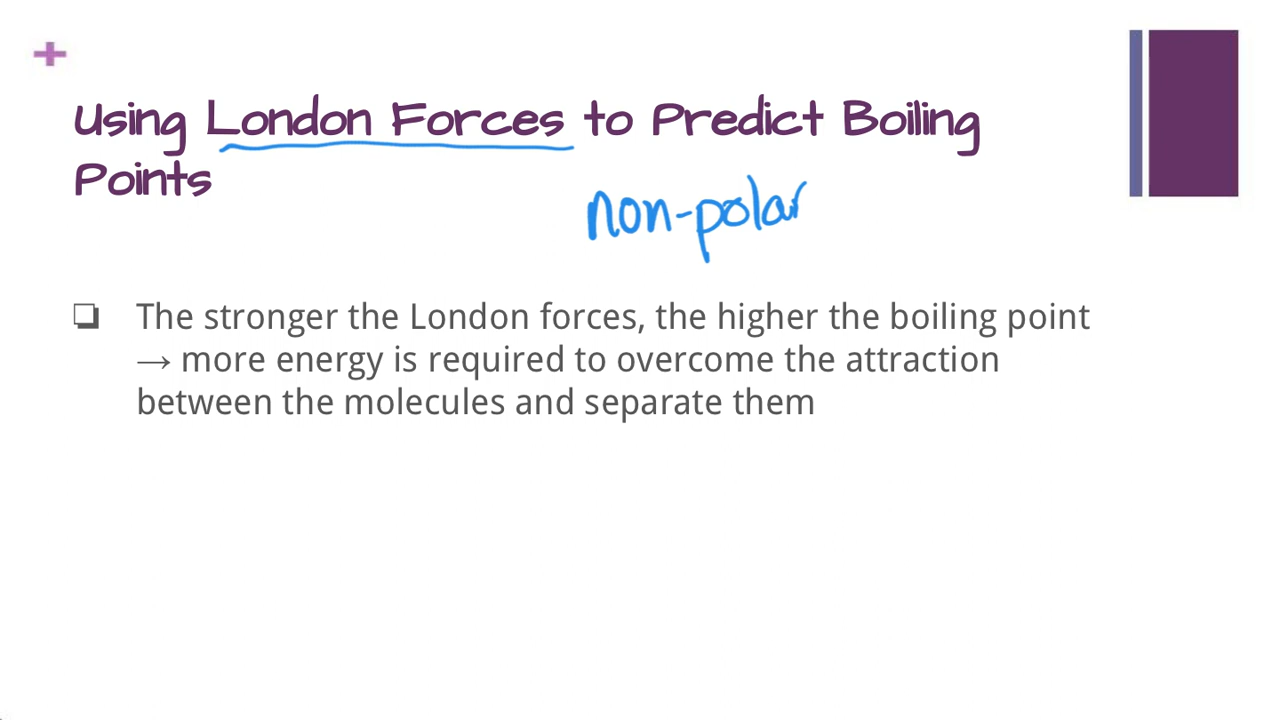 Using London Forces to Predict Boiling
Points
non-polar
❏ The stronger the London forces, the higher the boiling point
→ more energy is required to overcome the attraction
between the molecules and separate them